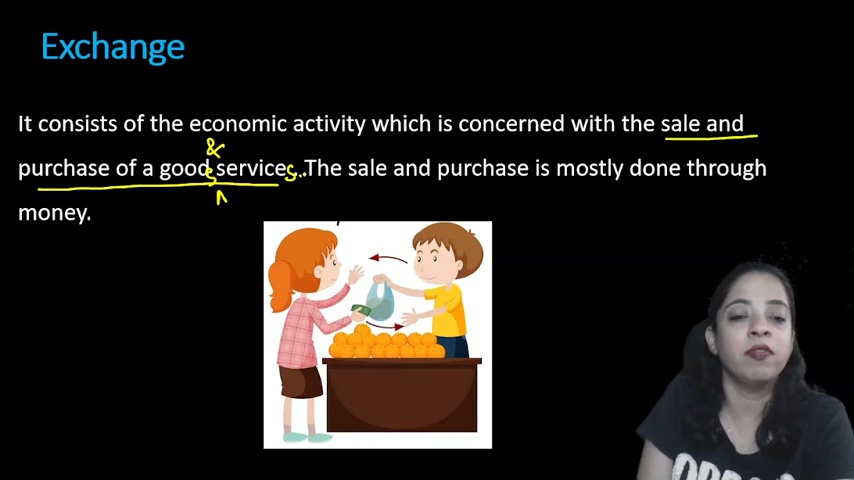 Exchange
It consists of the economic activity which is concerned with the sale and
&
purchase of a goods services...The sale and purchase is mostly done through
money.